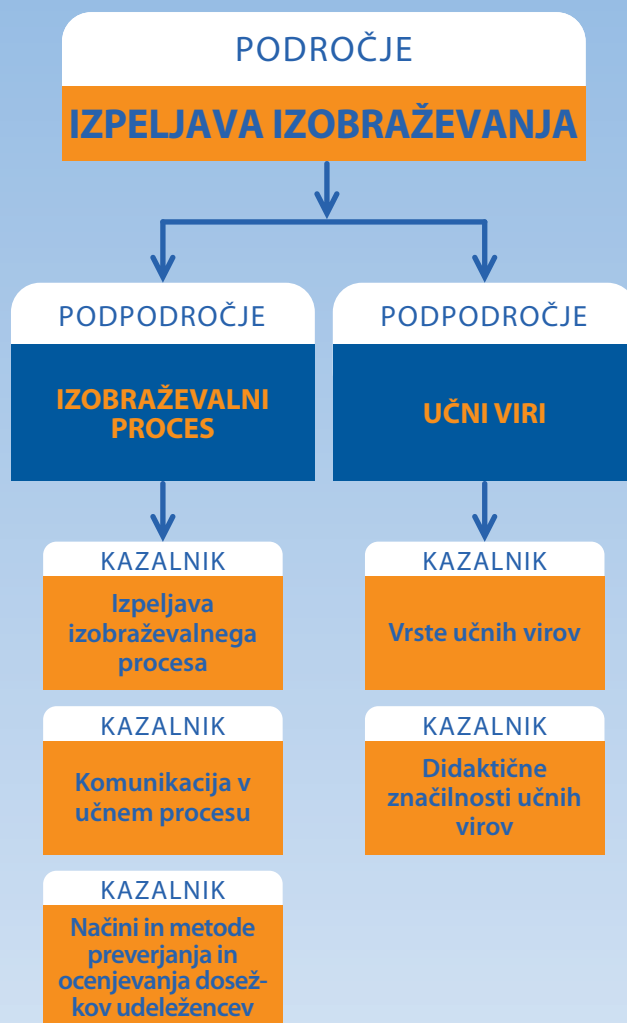 PODROČJE
IZPELJAVA IZOBRAŽEVANJA
PODPODROČJE
IZOBRAŽEVALNI
PROCES
KAZALNIK
Izpeljava
izobraževalnega
procesa
KAZALNIK
Komunikacija v
učnem procesu
KAZALNIK
Načini in metode
preverjanja in
ocenjevanja dosež-
kov udeležencev
PODPODROČJE
UČNI VIRI
KAZALNIK
Vrste učnih virov
KAZALNIK
Didaktične
značilnosti učnih
virov